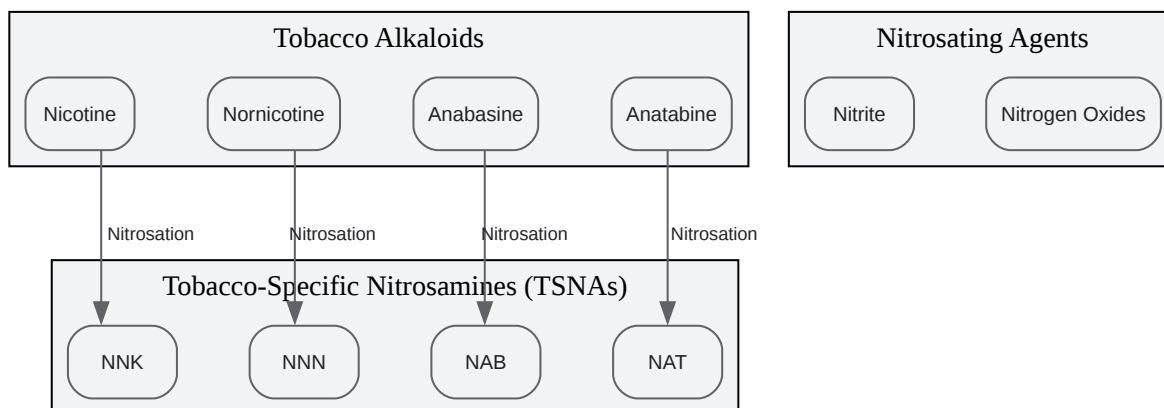 Tobacco Alkaloids
Nitrosating Agents
Nicotine
Nornicotine
Anabasine
Anatabine
Nitrite
Nitrogen Oxides
Nitrosation
Nitrosation
Nitrosation
Nitrosation
Tobacco-Specific Nitrosamines (TSNAs)
NNK
NNN
NAB
NAT